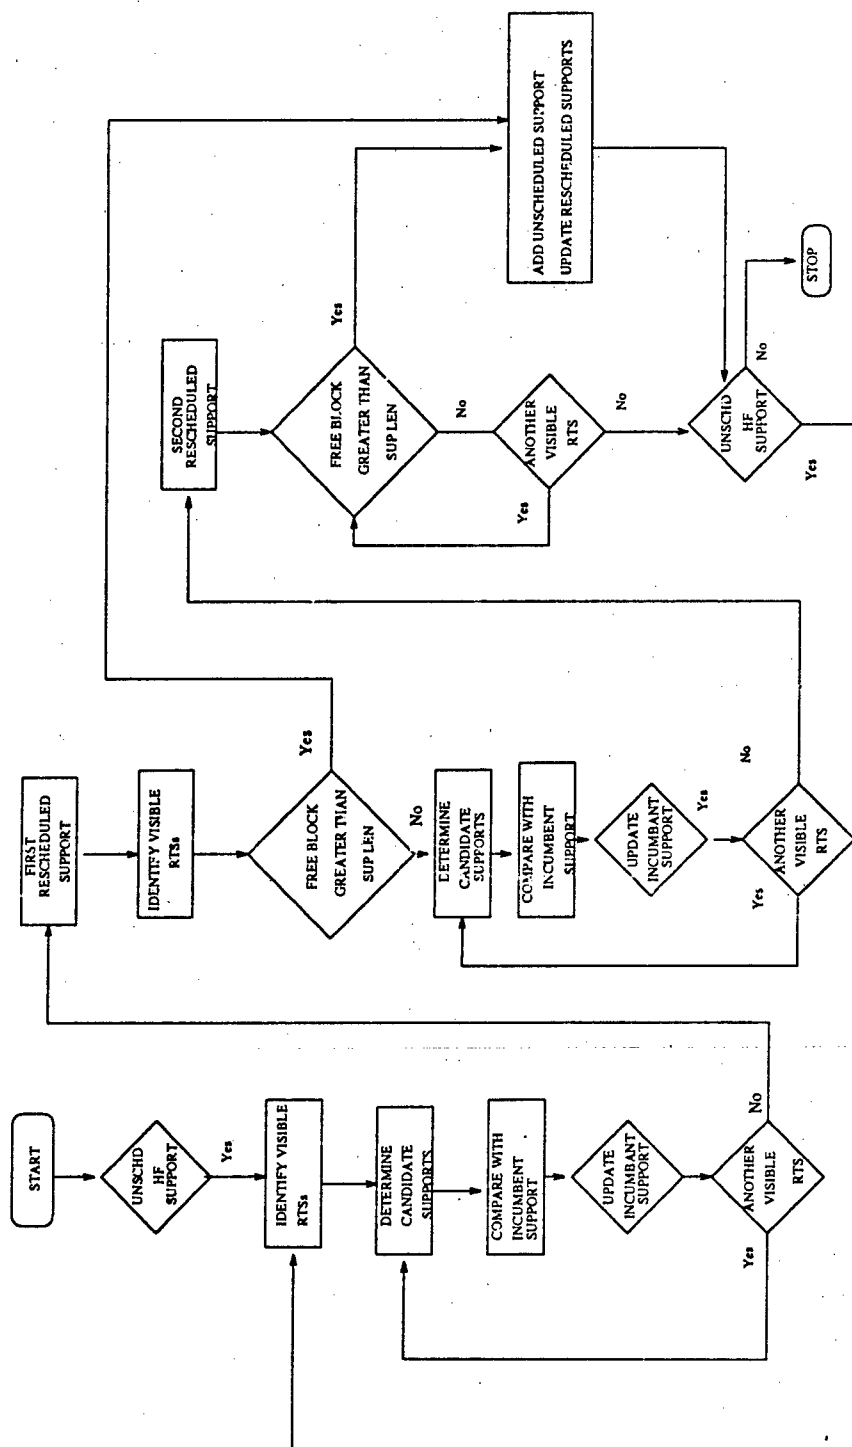 START
UNSCHD
HF
SUPPORT
Yes
IDENTIFY VISIBLE
RTSs
DETERMINE
CANDIDATE
SUPPORTS
COMPARE WITH
INCUMBENT
SUPPORT
UPDATE
INCUMBANT
SUPPORT
ANOTHER
VISIBLE
RTS
Yes
No
FIRST
RESCHEDULED
SUPPORT
IDENTIFY VISIBLE
RTSs
FREE BLOCK
GREATER THAN
SUP LEN
Yes
No
DETERMINE
CANDIDATE
SUPPORTS
COMPARE WITH
INCUMBENT
SUPPORT
UPDATE
INCUMBANT
SUPPORT
Yes
ANOTHER
VISIBLE
RTS
Yes
No
SECOND
RESCHEDULED
SUPPORT
FREE BLOCK
GREATER THAN
SUP LEN
Yes
No
ANOTHER
VISIBLE
RTS
Yes
No
ADD UNSCHEDULED SUPPORT
UPDATE RESCHEDULED SUPPORTS
UNSCHD
HF
SUPPORT
Yes
No
STOP